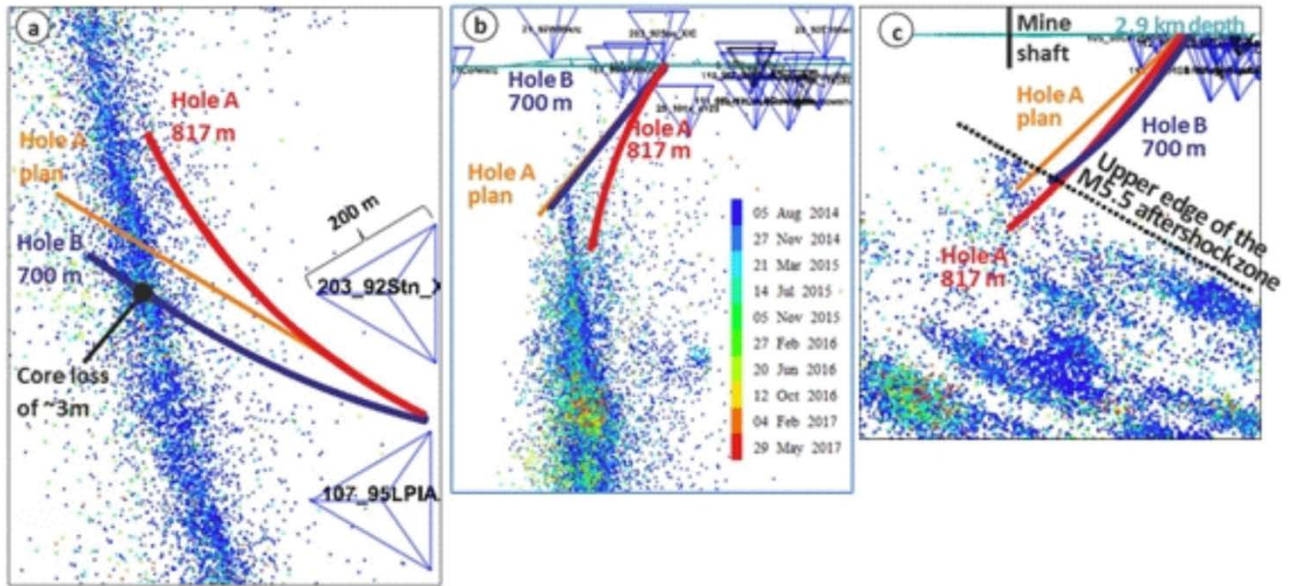 a
Hole A
817 m
Hole A
plan
Hole B
700 m
200 m
203_92Stn_X
Core loss
of ~3m
107_95LPIA
b
Hole B
700 m
Hole A
817 m
Hole A
plan
05 Aug 2014
27 Nov 2014
21 Mar 2015
14 Jul 2015
05 Nov 2015
27 Feb 2016
20 Jun 2016
12 Oct 2016
04 Feb 2017
29 May 2017
c
Mine
shaft
2.9 km depth
Hole A
plan
Hole B
700 m
Upper edge of the
M5.5 aftershock zone
Hole A
817 m